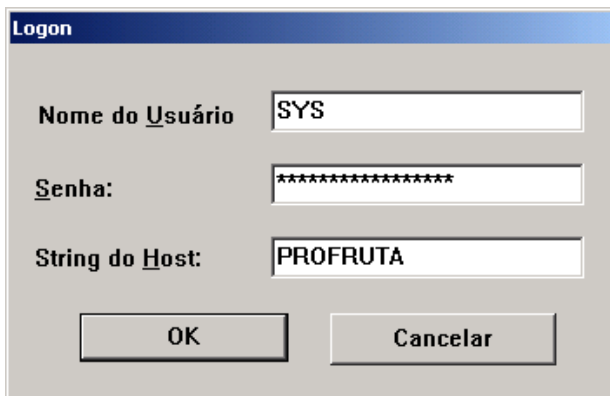 Logon
Nome do Usuário SYS
Senha: *****************
String do Host: PROFRUTA
OK Cancelar